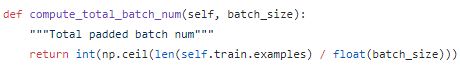 def compute_total_batch_num(self, batch_size):
    """Total padded batch num"""
    return int(np.ceil(len(self.train.examples) / float(batch_size)))